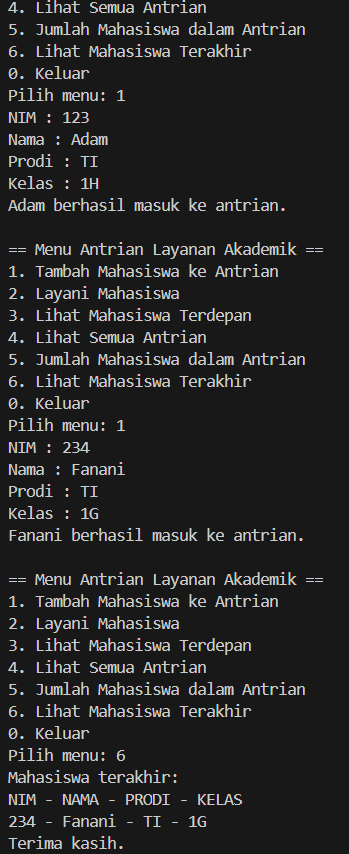 4. Lihat Semua Antrian
5. Jumlah Mahasiswa dalam Antrian
6. Lihat Mahasiswa Terakhir
0. Keluar
Pilih menu: 1
NIM : 123
Nama : Adam
Prodi : TI
Kelas : 1H
Adam berhasil masuk ke antrian.

== Menu Antrian Layanan Akademik ==
1. Tambah Mahasiswa ke Antrian
2. Layani Mahasiswa
3. Lihat Mahasiswa Terdepan
4. Lihat Semua Antrian
5. Jumlah Mahasiswa dalam Antrian
6. Lihat Mahasiswa Terakhir
0. Keluar
Pilih menu: 1
NIM : 234
Nama : Fanani
Prodi : TI
Kelas : 1G
Fanani berhasil masuk ke antrian.

== Menu Antrian Layanan Akademik ==
1. Tambah Mahasiswa ke Antrian
2. Layani Mahasiswa
3. Lihat Mahasiswa Terdepan
4. Lihat Semua Antrian
5. Jumlah Mahasiswa dalam Antrian
6. Lihat Mahasiswa Terakhir
0. Keluar
Pilih menu: 6
Mahasiswa terakhir:
NIM - NAMA - PRODI - KELAS
234 - Fanani - TI - 1G
Terima kasih.